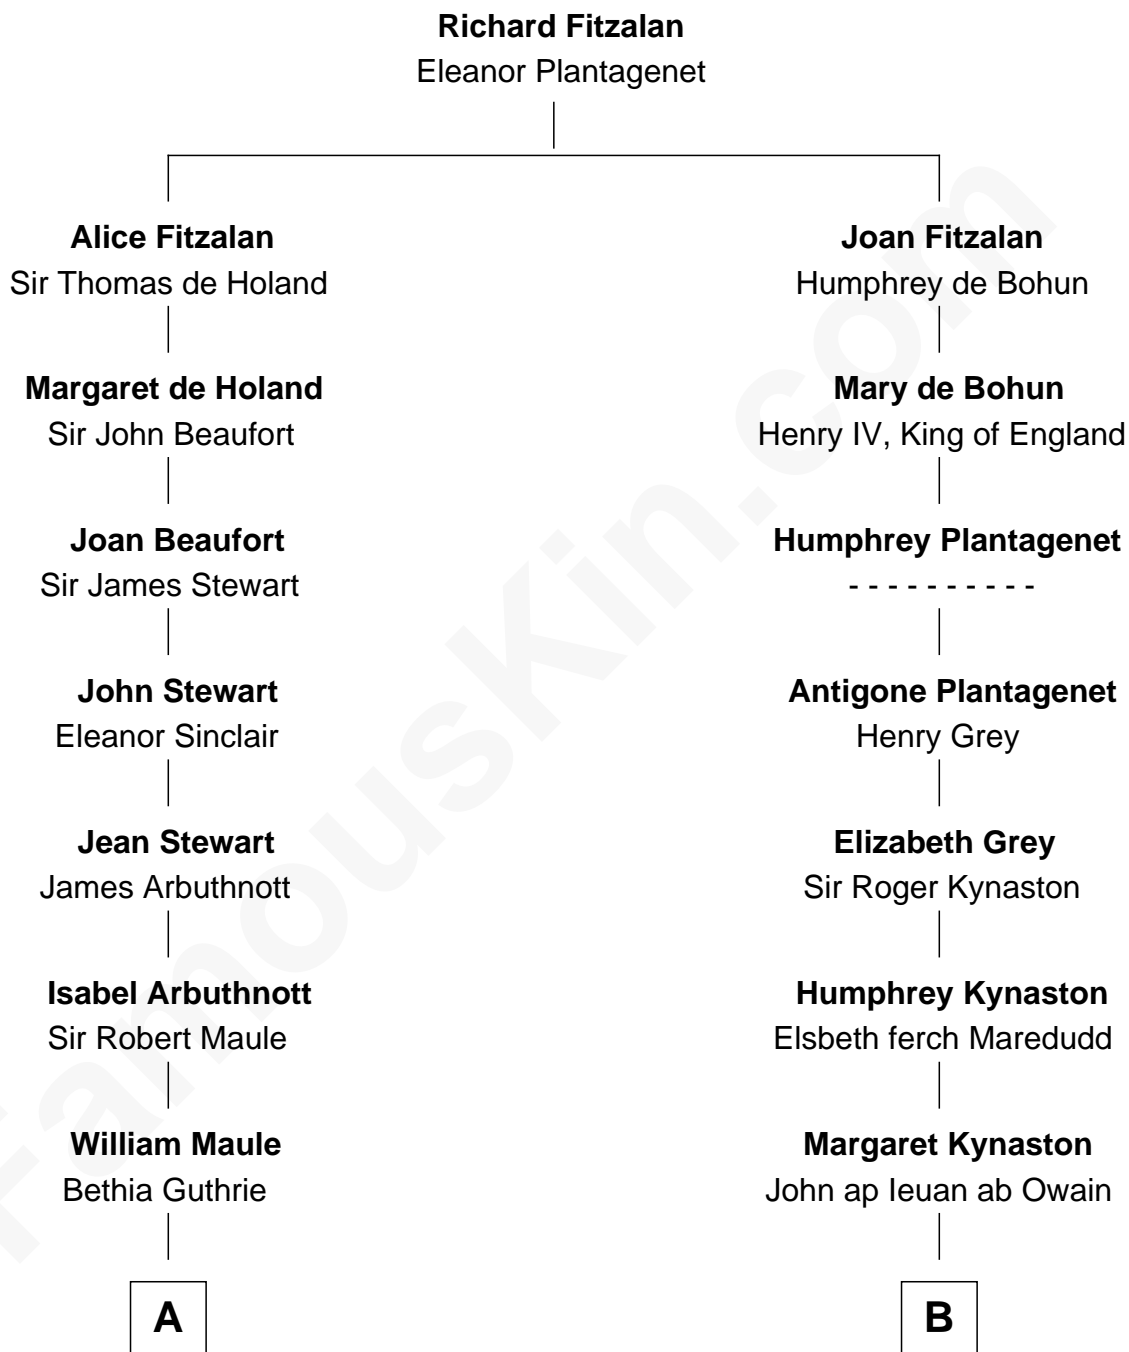 Richard Fitzalan
Eleanor Plantagenet
Alice Fitzalan
Sir Thomas de Holand
Joan Fitzalan
Humphrey de Bohun
Margaret de Holand
Sir John Beaufort
Mary de Bohun
Henry IV, King of England
Joan Beaufort
Sir James Stewart
Humphrey Plantagenet
- - - - - - - - - -
John Stewart
Eleanor Sinclair
Antigone Plantagenet
Henry Grey
Jean Stewart
James Arbuthnott
Elizabeth Grey
Sir Roger Kynaston
Isabel Arbuthnott
Sir Robert Maule
Humphrey Kynaston
Elsbeth ferch Maredudd
William Maule
Bethia Guthrie
Margaret Kynaston
John ap Ieuan ab Owain
A
B
FamousKin.com